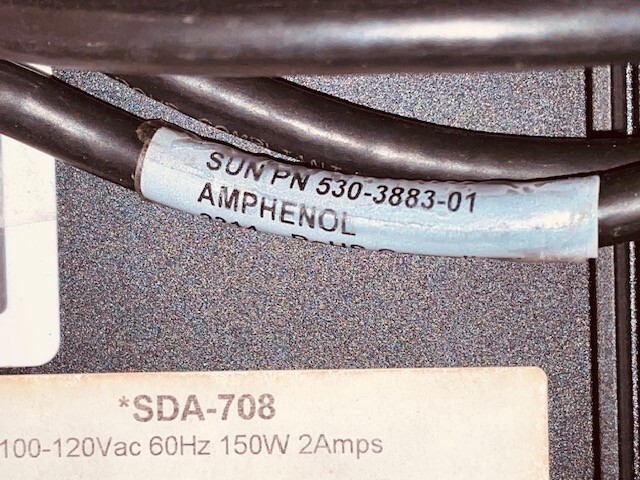 SUN PN 530-3883-01
AMPHENOL
*SDA-708
100-120Vac 60Hz 150W 2Amps